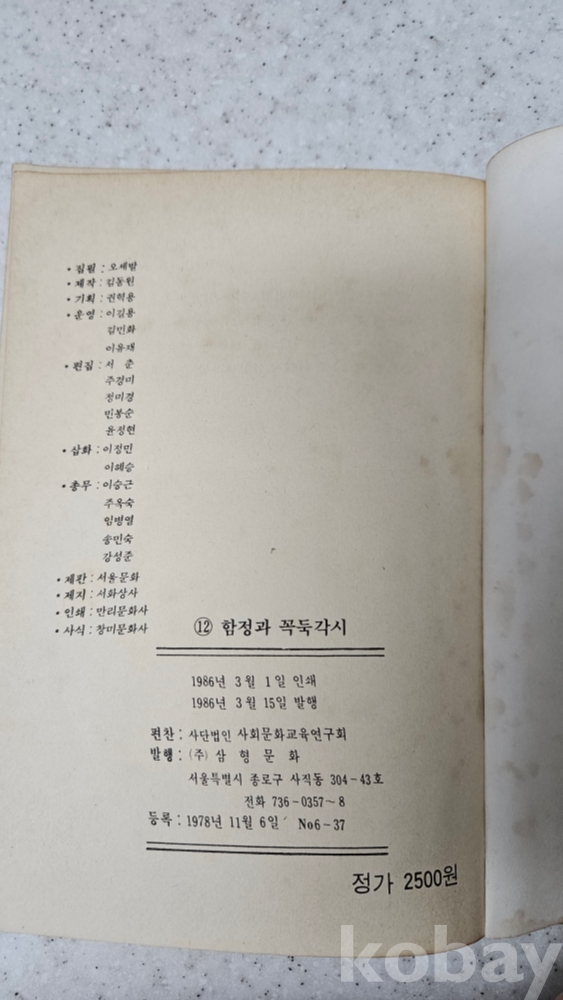 • 집필 : 오세발
• 제작 : 김동원
• 기획 : 권혁용
• 운영 : 이길용
김민화
이유재
• 편집 : 서 춘
주경미
정미경
민봉순
윤정현
• 삽화 : 이정민
이혜승
• 총무 : 이승근
주옥숙
임병열
송민숙
강성준
• 제판 : 서울문화
• 제지 : 서화상사
• 인쇄 : 만리문화사
• 사식 : 창미문화사
⑫ 함정과 꼭둑각시
1986년 3월 1일 인쇄
1986년 3월 15일 발행
편찬 : 사단법인 사회문화교육연구회
발행 : (주) 삼형문화
서울특별시 종로구 사직동 304-43호
전화 736-0357~8
등록 : 1978년 11월 6일 No6-37
정가 2500원
kobay